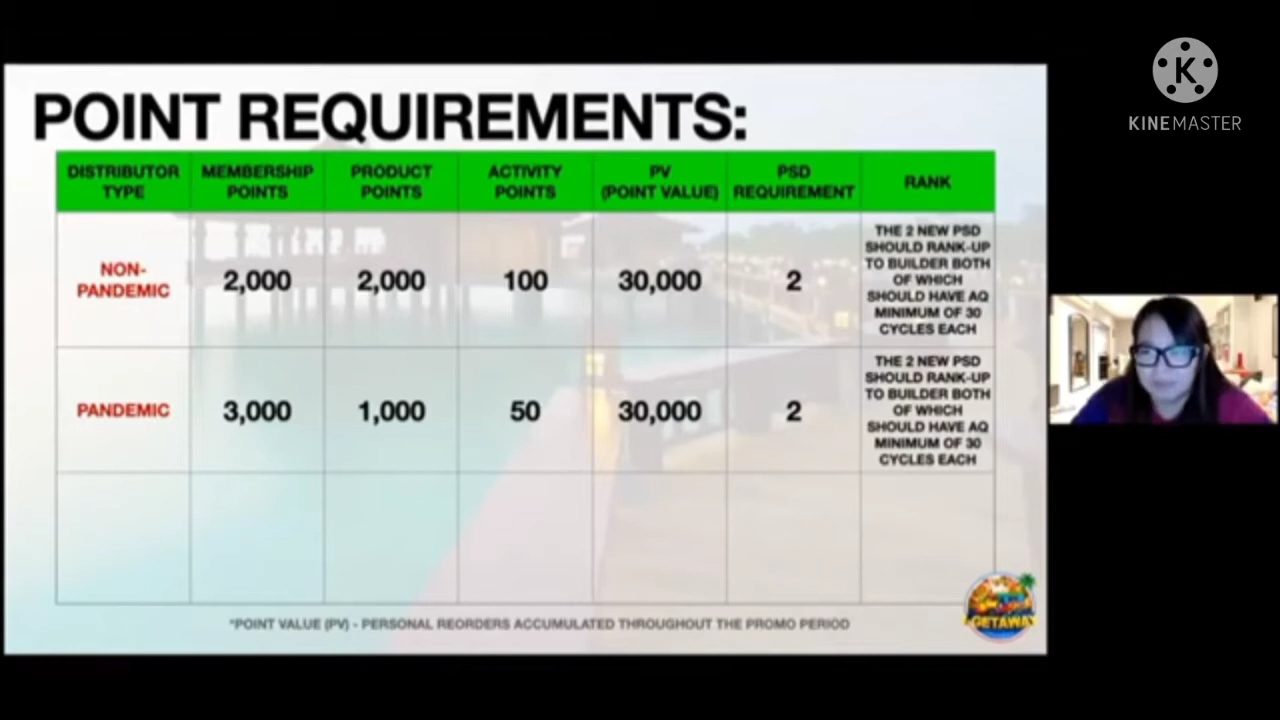 POINT REQUIREMENTS:
DISTRIBUTOR TYPE
MEMBERSHIP POINTS
PRODUCT POINTS
ACTIVITY POINTS
PV (POINT VALUE)
PSD REQUIREMENT
RANK
NON-
PANDEMIC
2,000
2,000
100
30,000
2
THE 2 NEW PSD
SHOULD RANK-UP
TO BUILDER BOTH
OF WHICH
SHOULD HAVE AQ
MINIMUM OF 30
CYCLES EACH
PANDEMIC
3,000
1,000
50
30,000
2
THE 2 NEW PSD
SHOULD RANK-UP
TO BUILDER BOTH
OF WHICH
SHOULD HAVE AQ
MINIMUM OF 30
CYCLES EACH
*POINT VALUE (PV) - PERSONAL REORDERS ACCUMULATED THROUGHOUT THE PROMO PERIOD
GETAWAY
K
KINEMASTER